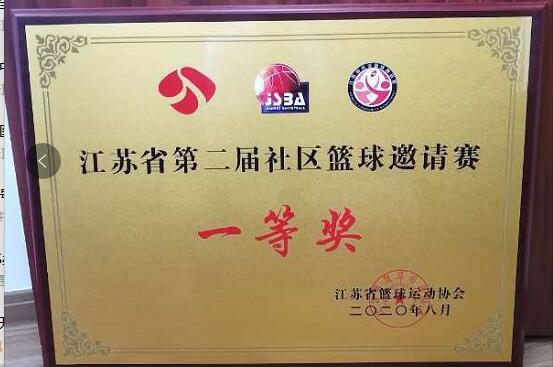 JSBA
江苏省第二届社区篮球邀请赛
一等奖
江苏省篮球运动协会
二〇二〇年八月